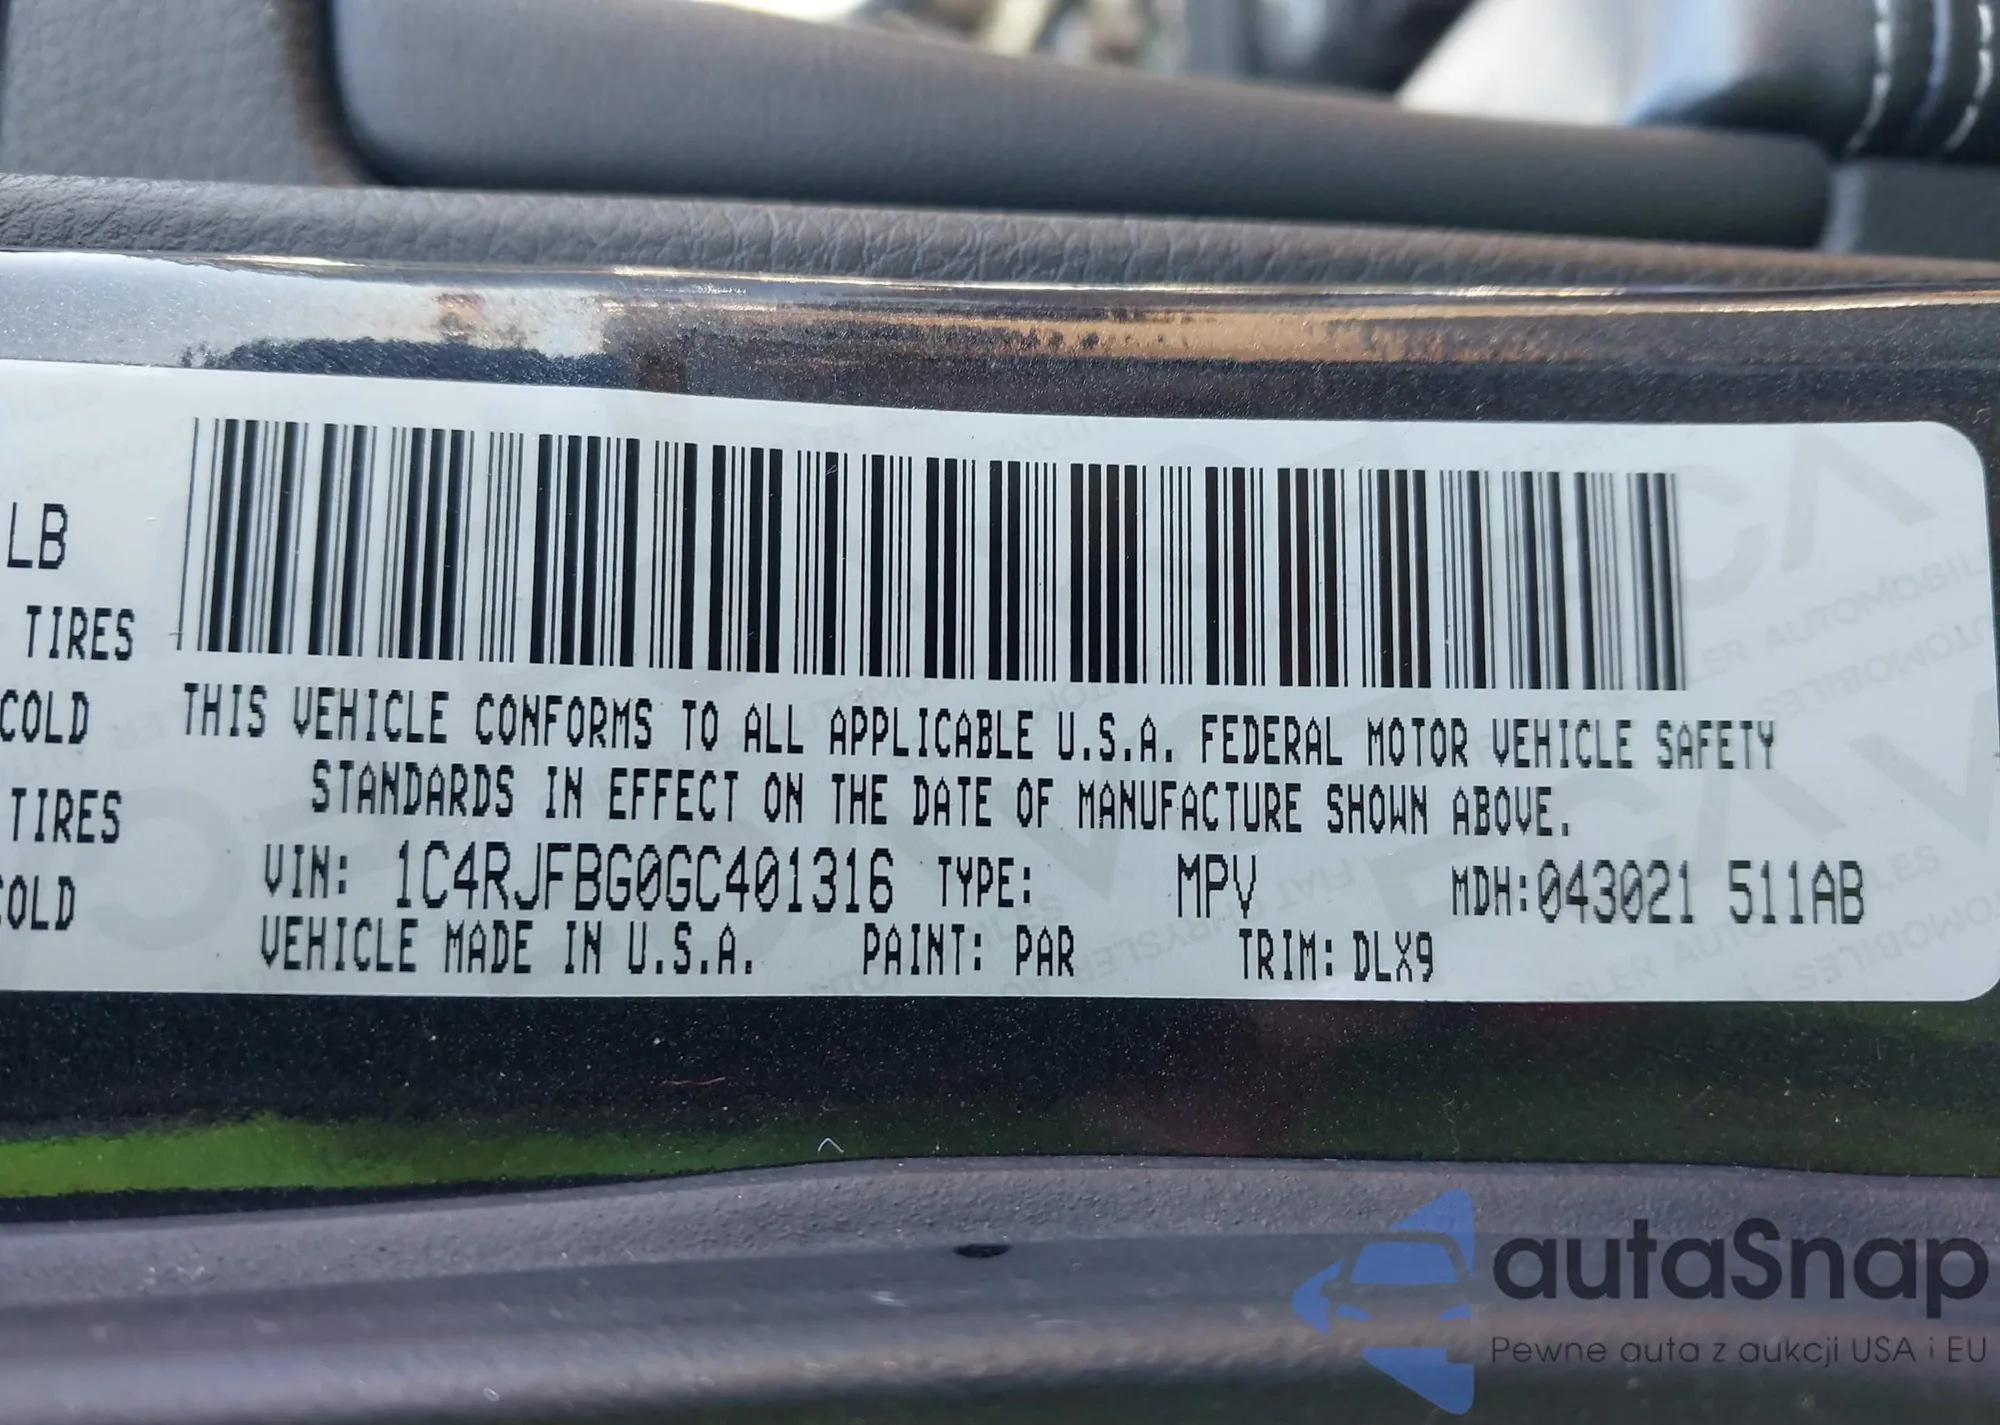 LB
TIRES
COLD
TIRES
COLD
THIS VEHICLE CONFORMS TO ALL APPLICABLE U.S.A. FEDERAL MOTOR VEHICLE SAFETY
STANDARDS IN EFFECT ON THE DATE OF MANUFACTURE SHOWN ABOVE.
VIN: 1C4RJFBG0GC401316 TYPE: MPV MDH:043021 511AB
VEHICLE MADE IN U.S.A. PAINT: PAR TRIM: DLX9
autoSnap
Pewne auta z aukcji USA i EU